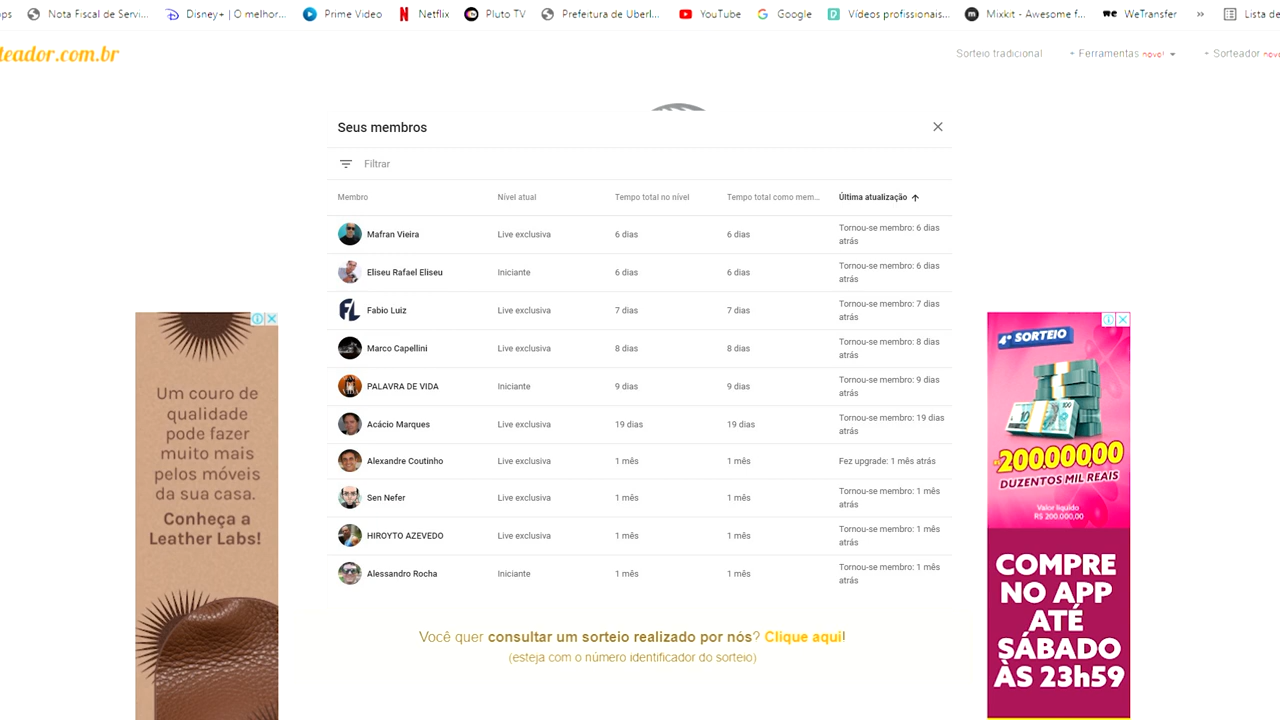 Nota Fiscal de Servi...
Disney+ | O melhor...
Prime Video
Netflix
Pluto TV
Prefeitura de Uberl...
YouTube
Google
Vídeos profissionais...
Mixkit - Awesome f...
WeTransfer
»
Lista de
teador.com.br
Sorteio tradicional
+ Ferramentas novo!
+ Sorteador
Seus membros
Filtrar
Membro Nível atual Tempo total no nível Tempo total como mem... Última atualização
Mafran Vieira Live exclusiva 6 dias 6 dias Tornou-se membro: 6 dias
atrás
Eliseu Rafael Eliseu Iniciante 6 dias 6 dias Tornou-se membro: 6 dias
atrás
Fabio Luiz Live exclusiva 7 dias 7 dias Tornou-se membro: 7 dias
atrás
Marco Capellini Live exclusiva 8 dias 8 dias Tornou-se membro: 8 dias
atrás
PALAVRA DE VIDA Iniciante 9 dias 9 dias Tornou-se membro: 9 dias
atrás
Acácio Marques Live exclusiva 19 dias 19 dias Tornou-se membro: 19 dias
atrás
Alexandre Coutinho Live exclusiva 1 mês 1 mês Fez upgrade: 1 mês atrás
Sen Nefer Live exclusiva 1 mês 1 mês Tornou-se membro: 1 mês
atrás
HIROYTO AZEVEDO Live exclusiva 1 mês 1 mês Tornou-se membro: 1 mês
atrás
Alessandro Rocha Iniciante 1 mês 1 mês Tornou-se membro: 1 mês
atrás
Você quer consultar um sorteio realizado por nós? Clique aqui!
(esteja com o número identificador do sorteio)
Um couro de
qualidade
pode fazer
muito mais
pelos móveis
da sua casa.
Conheça a
Leather Labs!
4º SORTEIO
200.000,00
DUZENTOS MIL REAIS
Valor líquido
R$ 200.000,00
COMPRE
NO APP
ATÉ
SÁBADO
ÀS 23h59